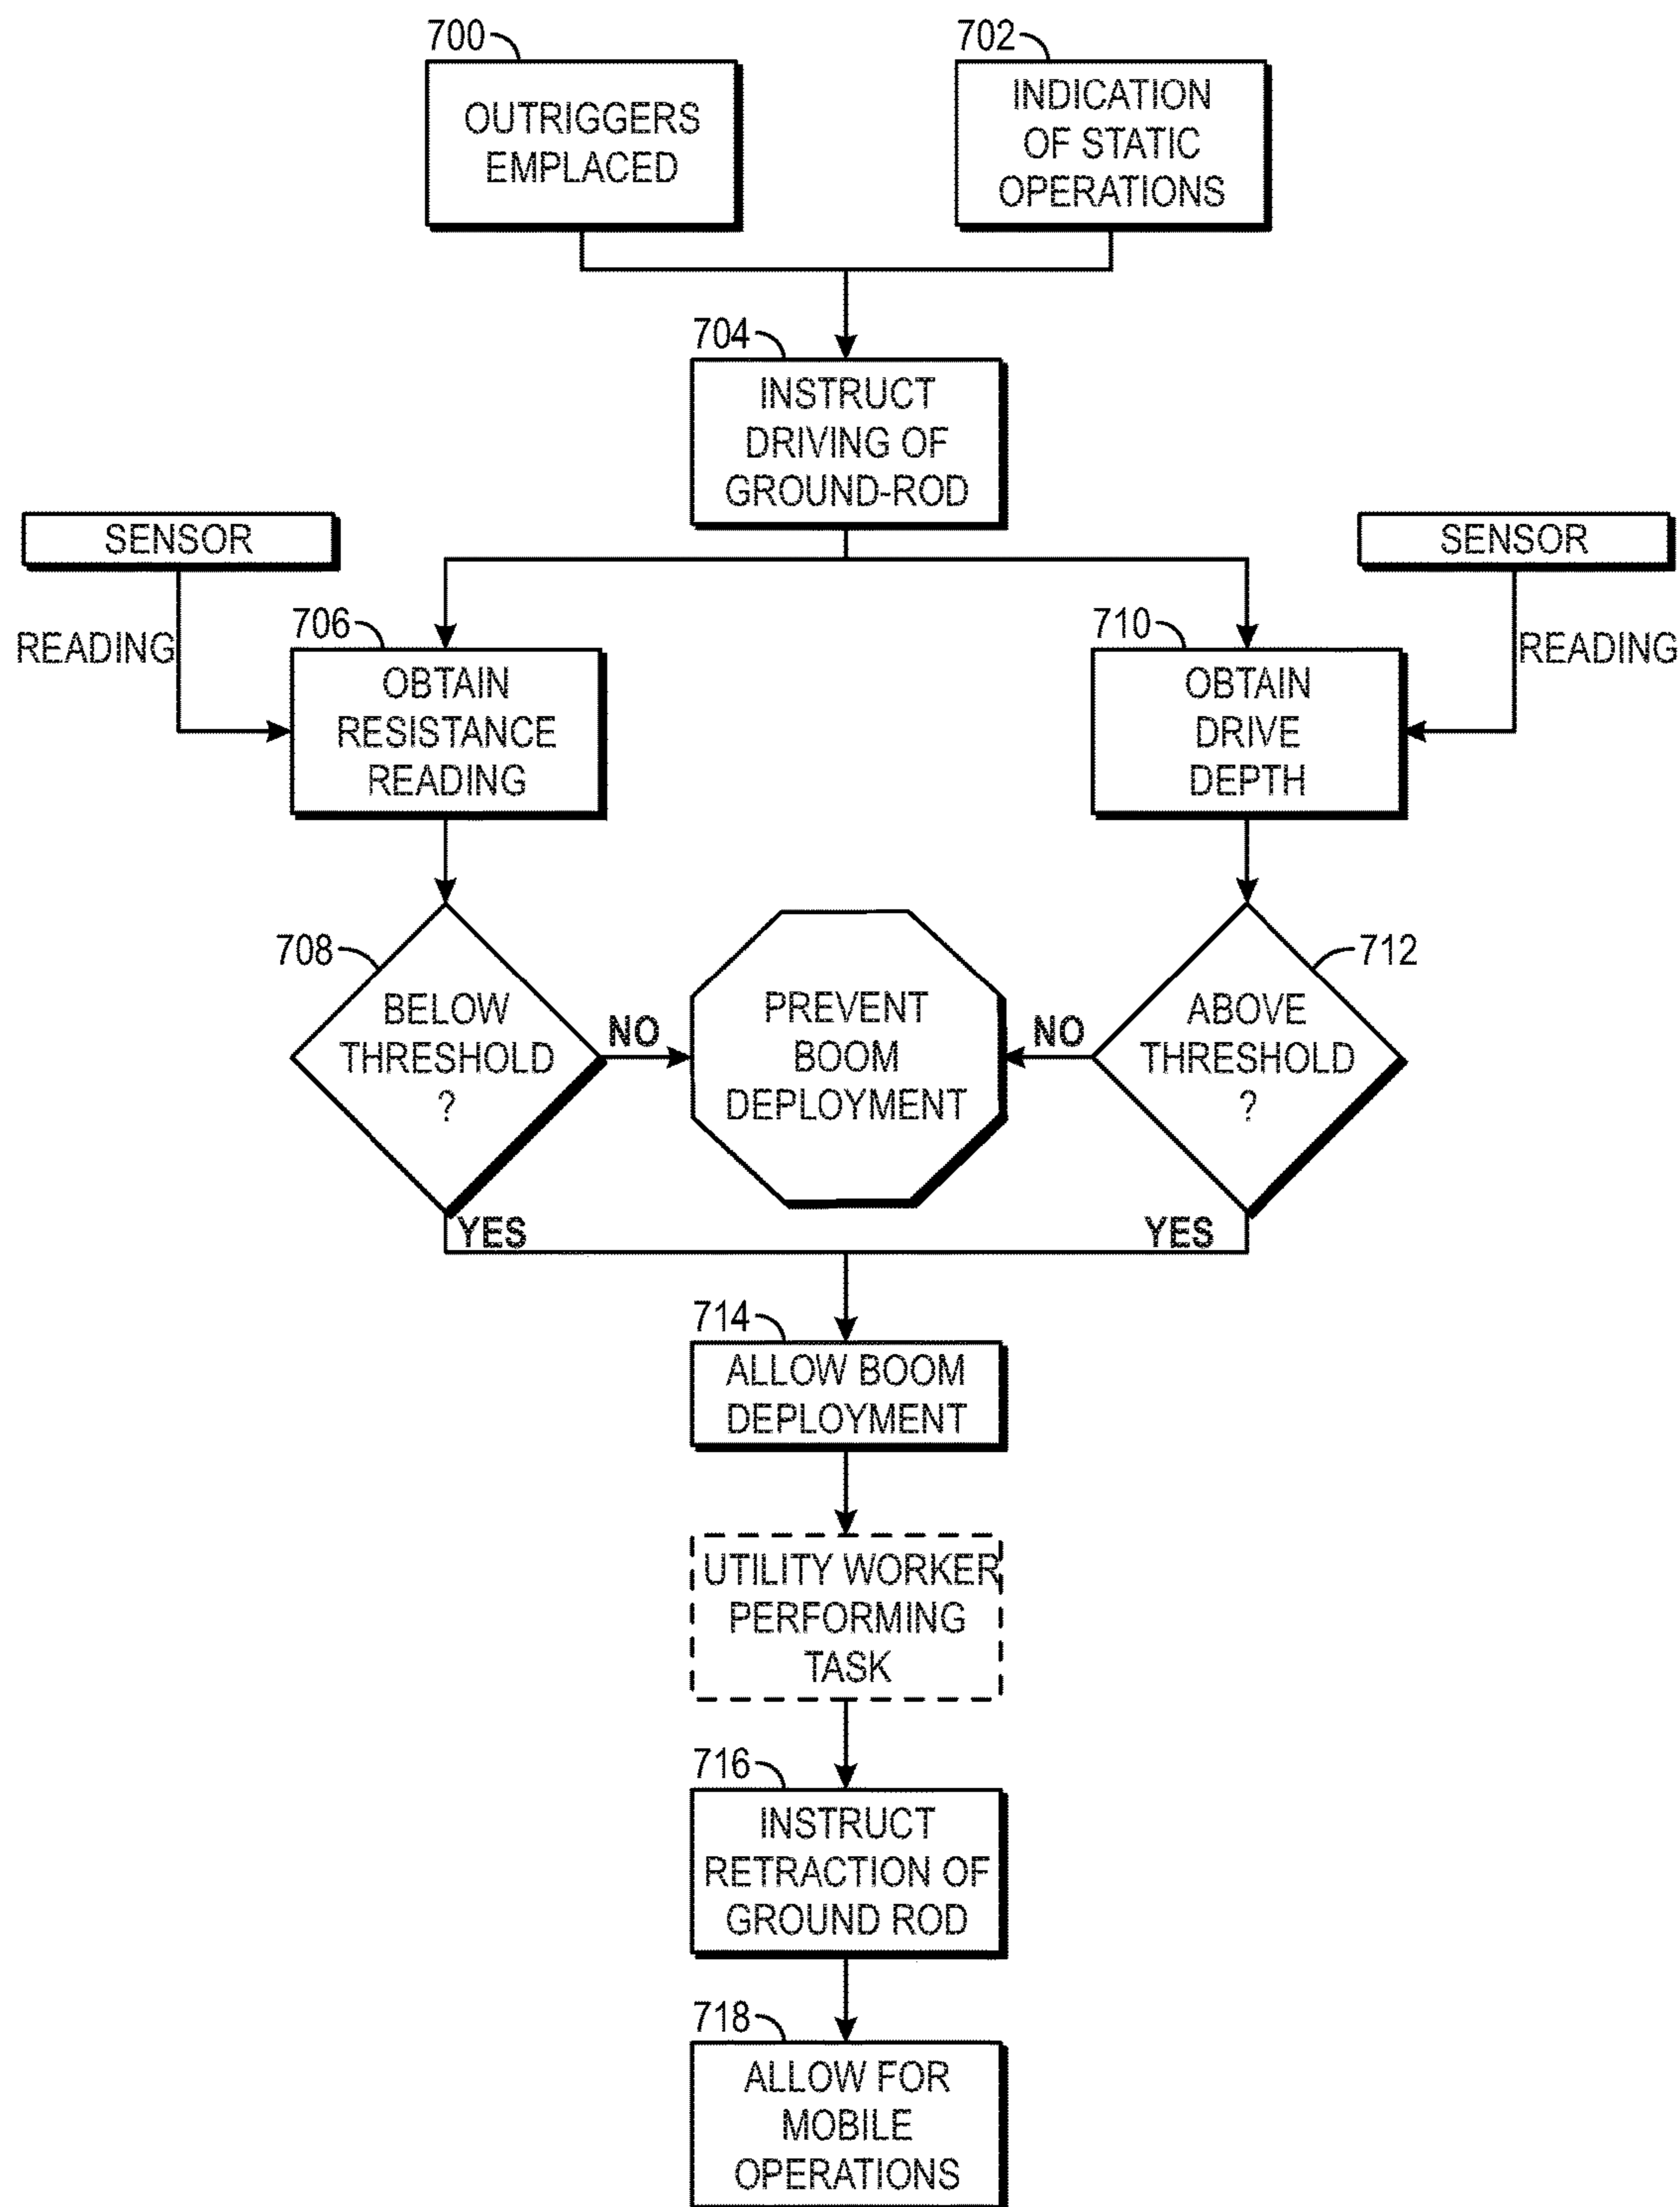 700
OUTRIGGERS
EMPLACED
702
INDICATION
OF STATIC
OPERATIONS
704
INSTRUCT
DRIVING OF
GROUND-ROD
SENSOR
READING
SENSOR
READING
706
OBTAIN
RESISTANCE
READING
710
OBTAIN
DRIVE
DEPTH
708
BELOW
THRESHOLD
?
NO
PREVENT
BOOM
DEPLOYMENT
NO
712
ABOVE
THRESHOLD
?
YES
YES
714
ALLOW BOOM
DEPLOYMENT
UTILITY WORKER
PERFORMING
TASK
716
INSTRUCT
RETRACTION OF
GROUND ROD
718
ALLOW FOR
MOBILE
OPERATIONS